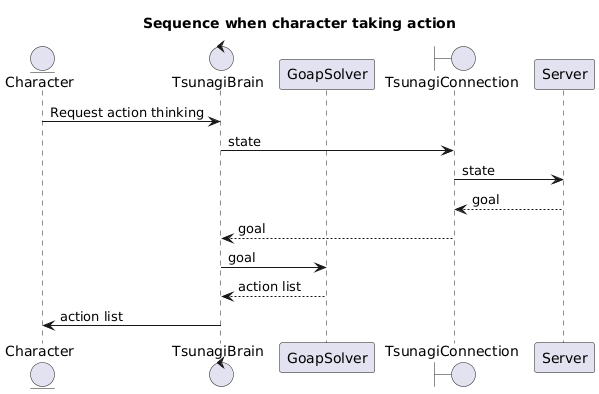 Sequence when character taking action
Character
TsunagiBrain
GoapSolver
TsunagiConnection
Server
Request action thinking
state
state
goal
goal
goal
action list
action list
Character
TsunagiBrain
GoapSolver
TsunagiConnection
Server